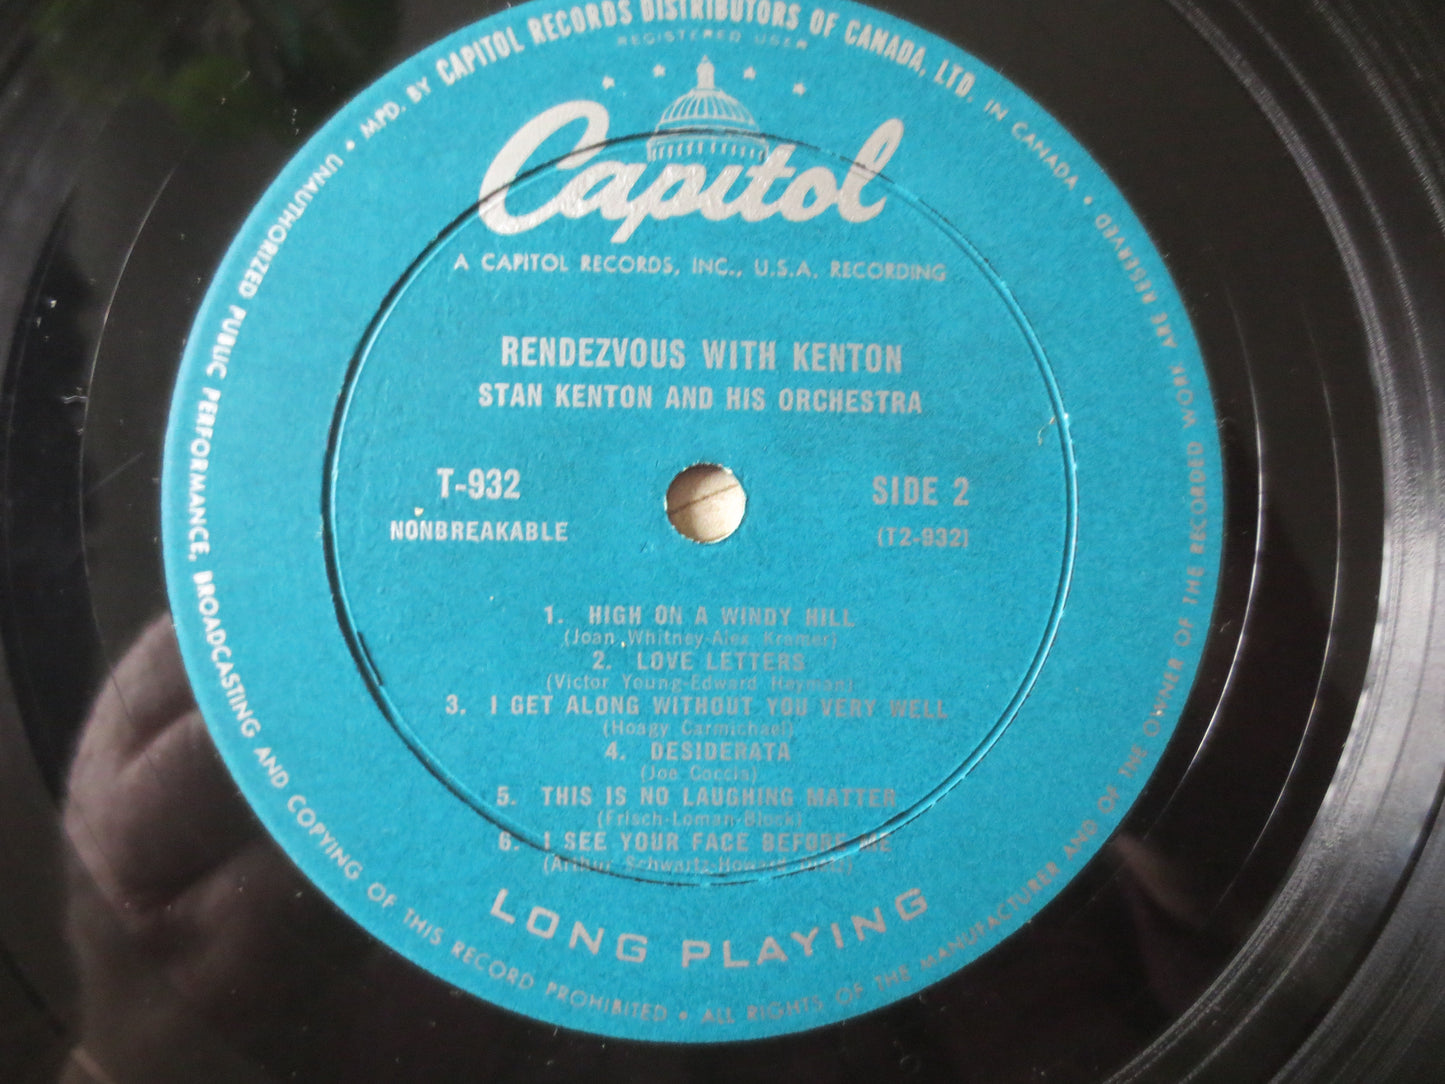 MFD. BY CAPITOL RECORDS DISTRIBUTORS OF CANADA, LTD. IN CANADA •
REGISTERED USER
Capitol
A CAPITOL RECORDS, INC., U.S.A. RECORDING
RENDEZVOUS WITH KENTON
STAN KENTON AND HIS ORCHESTRA
T-932
NONBREAKABLE
SIDE 2
(T2-932)
1. HIGH ON A WINDY HILL
(Joan Whitney-Alex Kramer)
2. LOVE LETTERS
(Victor Young-Edward Heyman)
3. I GET ALONG WITHOUT YOU VERY WELL
(Hoagy Carmichael)
4. DESIDERATA
(Joe Coccia)
5. THIS IS NO LAUGHING MATTER
(Frisch-Loman-Block)
6. I SEE YOUR FACE BEFORE ME
(Arthur Schwartz-Howard Dietz)
LONG PLAYING
• UNAUTHORIZED PUBLIC PERFORMANCE, BROADCASTING AND COPYING OF THIS RECORD PROHIBITED • ALL RIGHTS OF THE MANUFACTURER AND OF THE OWNER OF THE RECORDED WORK ARE RESERVED